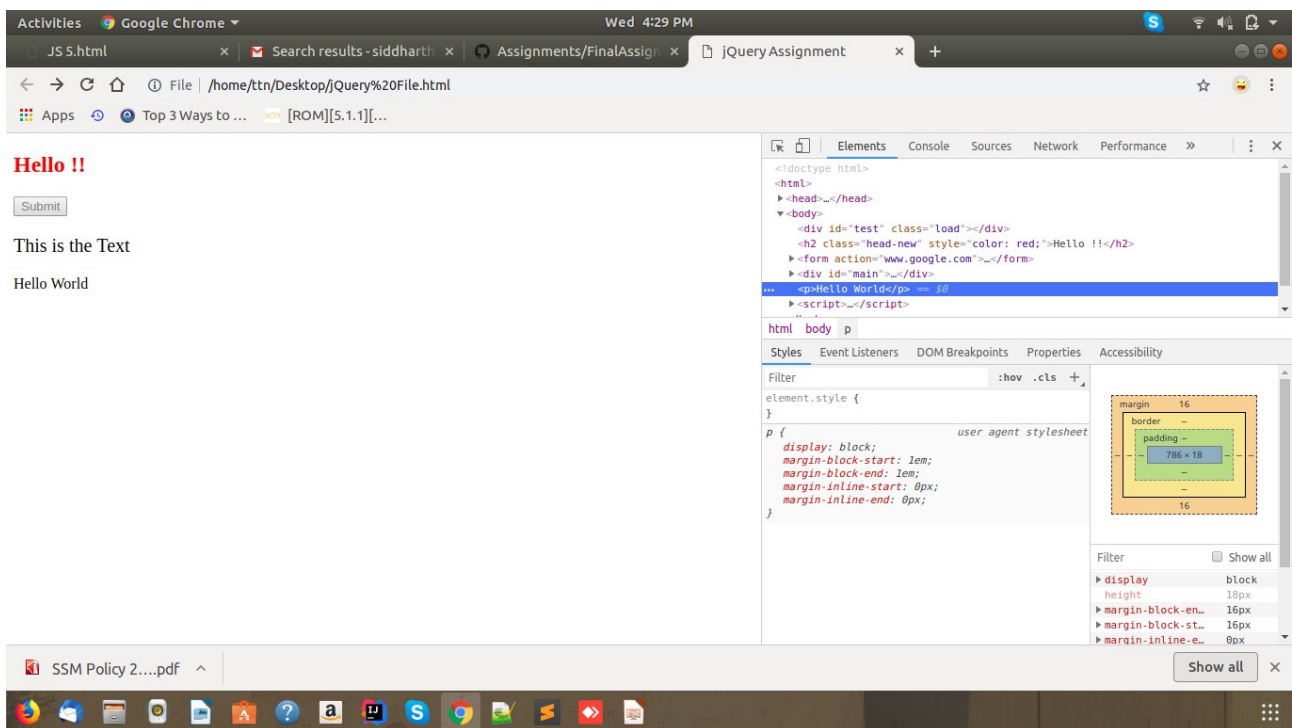 Activities Google Chrome Wed 4:29 PM
JS 5.html Search results - siddharth Assignments/FinalAssign jQuery Assignment
File /home/ttn/Desktop/jQuery%20File.html
Apps Top 3 Ways to ... [ROM][5.1.1][...
Hello !!
Submit
This is the Text
Hello World
Elements Console Sources Network Performance »
<!doctype html>
<html>
<head>…</head>
<body>
<div id="test" class="load"></div>
<h2 class="head-new" style="color: red;">Hello !!</h2>
<form action="www.google.com">…</form>
<div id="main">…</div>
... <p>Hello World</p> == $0
<script>…</script>
html body p
Styles Event Listeners DOM Breakpoints Properties Accessibility
Filter :hov .cls +
element.style {
}
p { user agent stylesheet
display: block;
margin-block-start: 1em;
margin-block-end: 1em;
margin-inline-start: 0px;
margin-inline-end: 0px;
}
margin 16
border –
padding –
– – – 786 × 18 – – –
–
–
16
Filter Show all
display block
height 18px
margin-block-en… 16px
margin-block-st… 16px
margin-inline-e… 0px
SSM Policy 2....pdf Show all